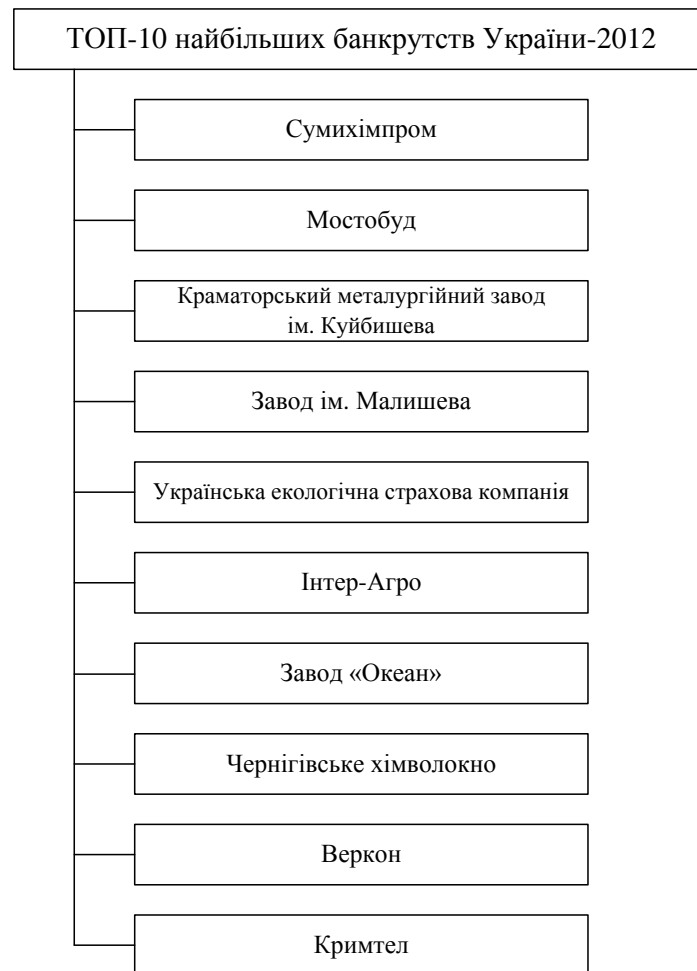 ТОП-10 найбільших банкрутств України-2012
Сумихімпром
Мостобуд
Краматорський металургійний завод
ім. Куйбишева
Завод ім. Малишева
Українська екологічна страхова компанія
Інтер-Агро
Завод «Океан»
Чернігівське хімволокно
Веркон
Кримтел